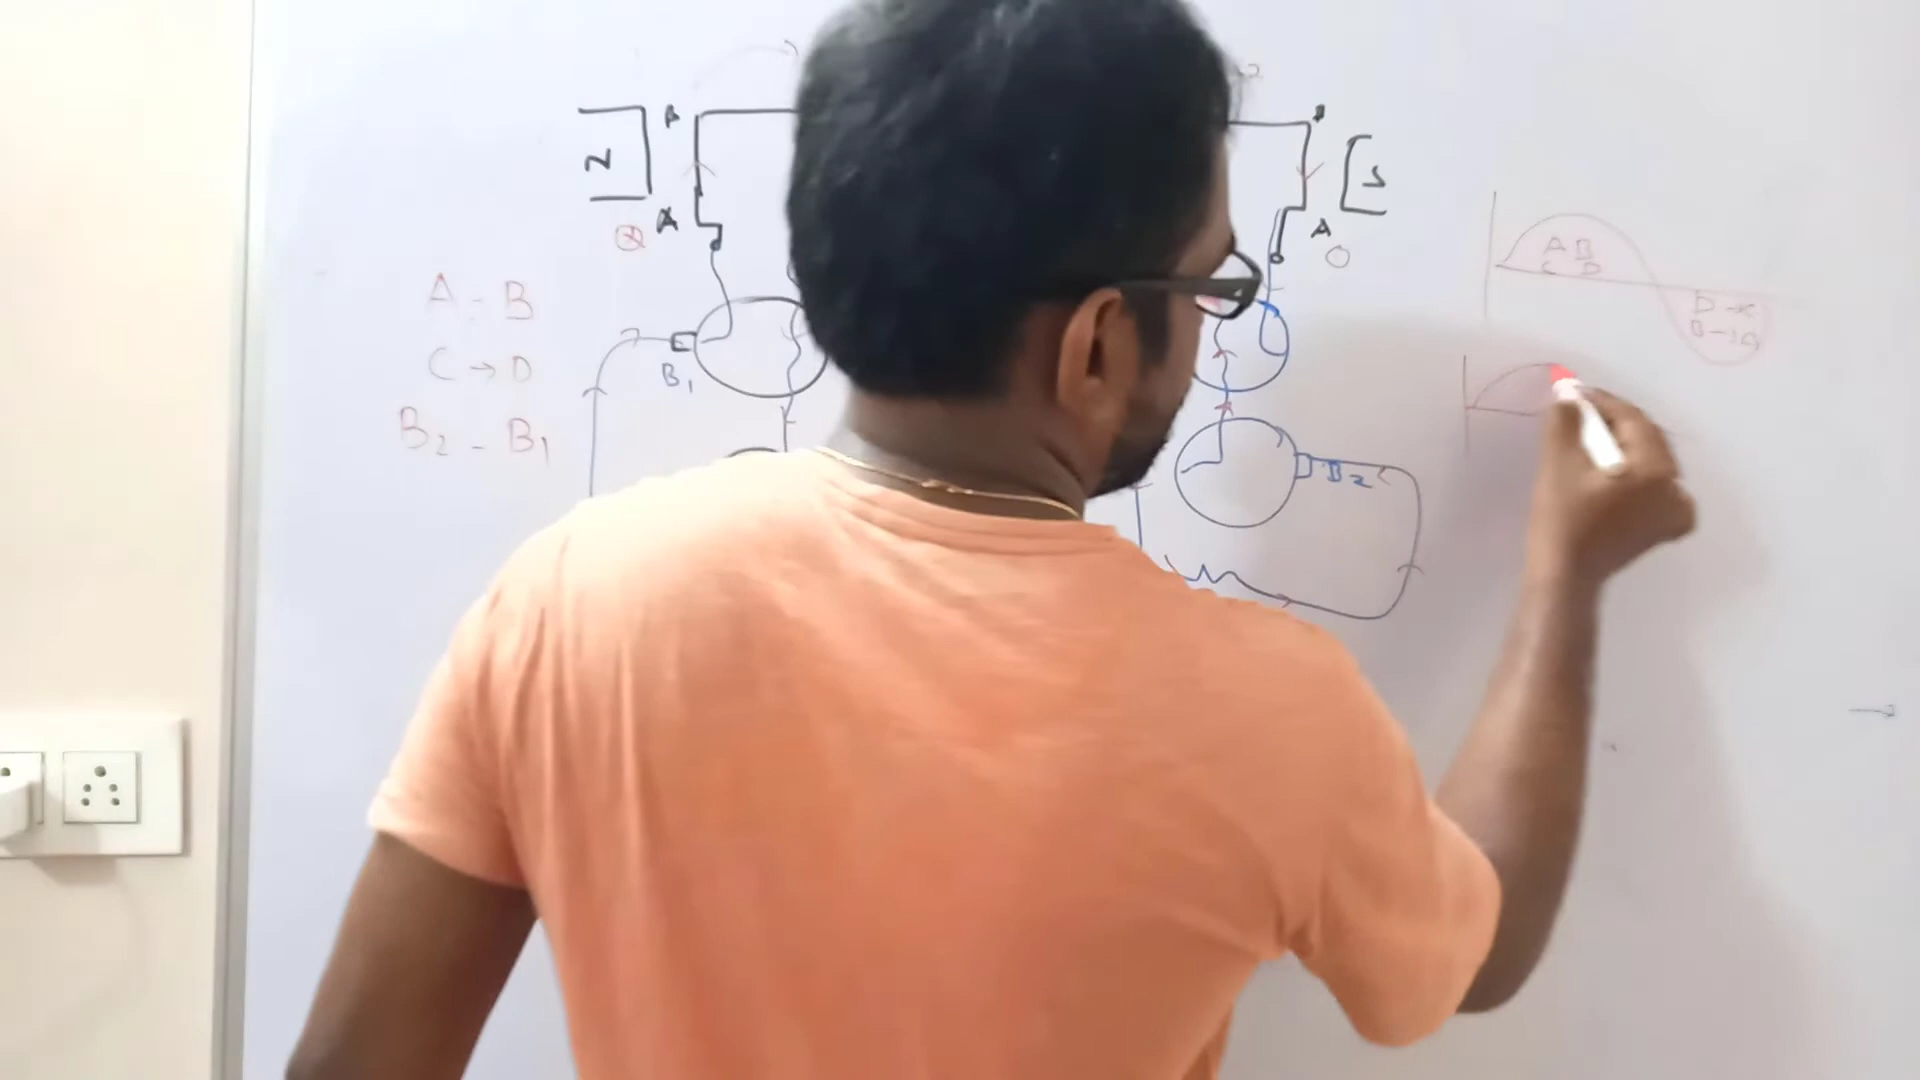 B
N
A
B1
A - B
C → D
B2 - B1
B
S
A
B2
A B
C D
D → C
B → A